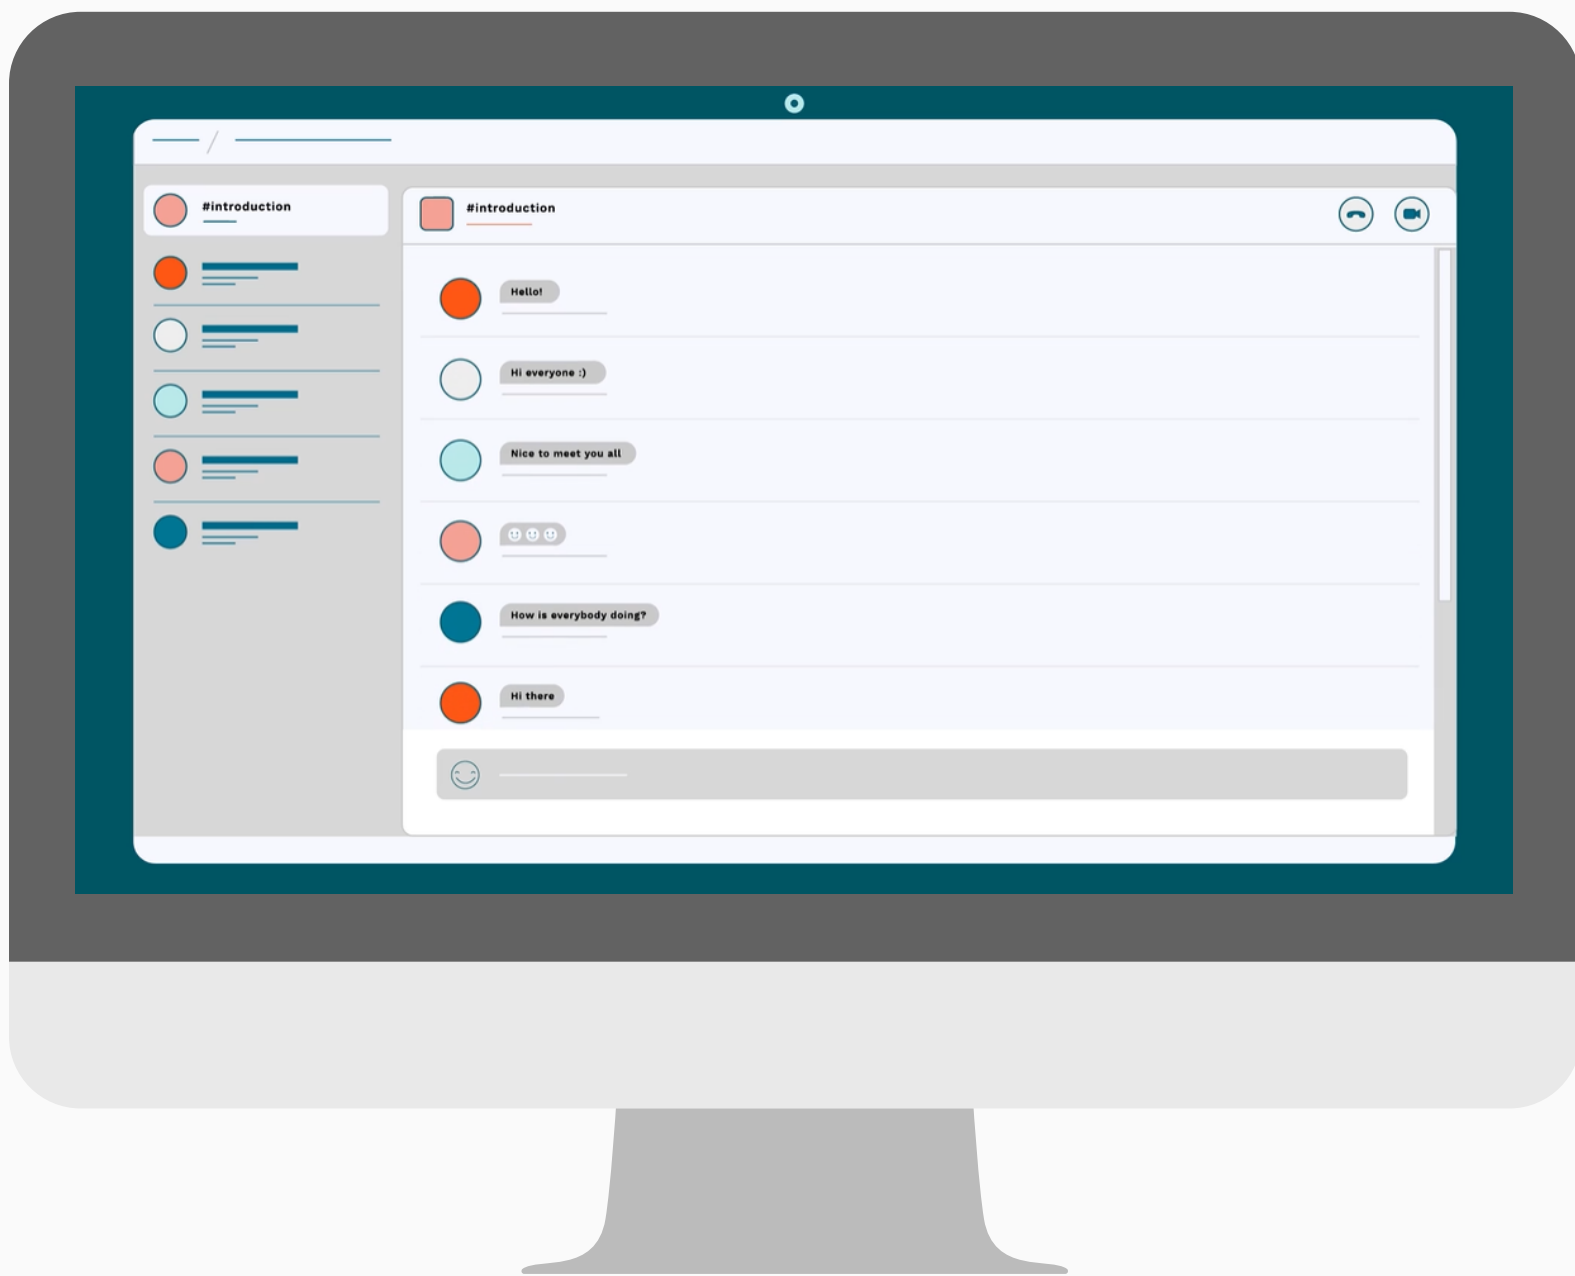 #introduction
#introduction
Hello!
Hi everyone :)
Nice to meet you all
How is everybody doing?
Hi there